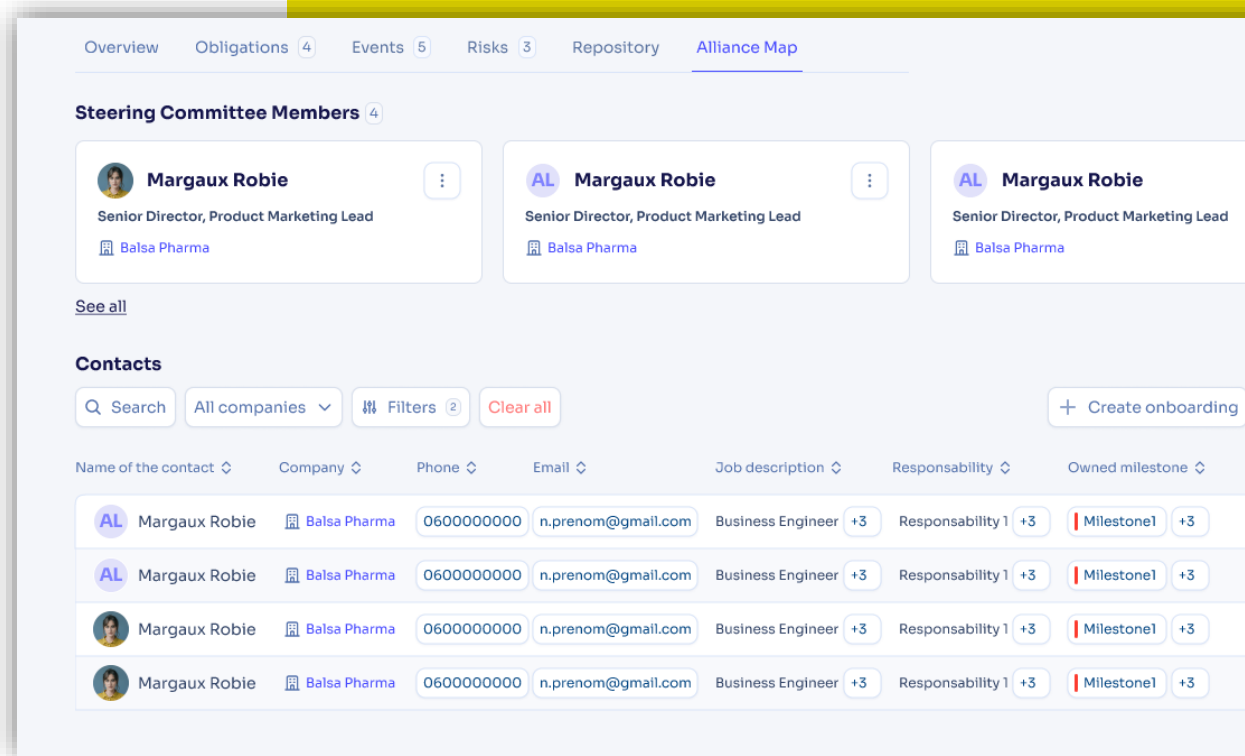 Overview Obligations 4 Events 5 Risks 3 Repository Alliance Map
Steering Committee Members 4
Margaux Robie
Senior Director, Product Marketing Lead
Balsa Pharma
AL Margaux Robie
Senior Director, Product Marketing Lead
Balsa Pharma
AL Margaux Robie
Senior Director, Product Marketing Lead
Balsa Pharma
See all
Contacts
Search All companies Filters 2 Clear all + Create onboarding
Name of the contact Company Phone Email Job description Responsability Owned milestone
AL Margaux Robie Balsa Pharma 0600000000 n.prenom@gmail.com Business Engineer +3 Responsability 1 +3 Milestone1 +3
AL Margaux Robie Balsa Pharma 0600000000 n.prenom@gmail.com Business Engineer +3 Responsability 1 +3 Milestone1 +3
Margaux Robie Balsa Pharma 0600000000 n.prenom@gmail.com Business Engineer +3 Responsability 1 +3 Milestone1 +3
Margaux Robie Balsa Pharma 0600000000 n.prenom@gmail.com Business Engineer +3 Responsability 1 +3 Milestone1 +3